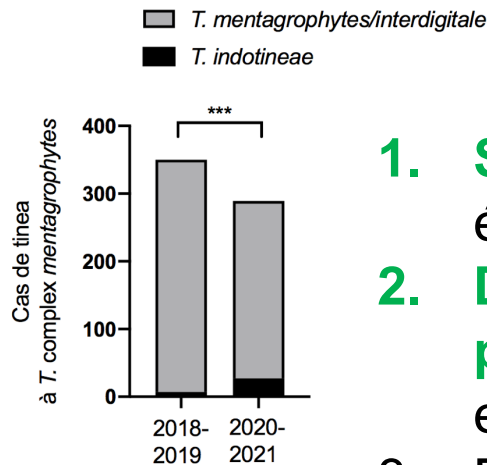 T. mentagrophytes/interdigitale
T. indotineae
***
Cas de tinea
à T. complex mentagrophytes
400
300
200
100
0
2018-
2019
2020-
2021
1. S
é
2. D
p
e